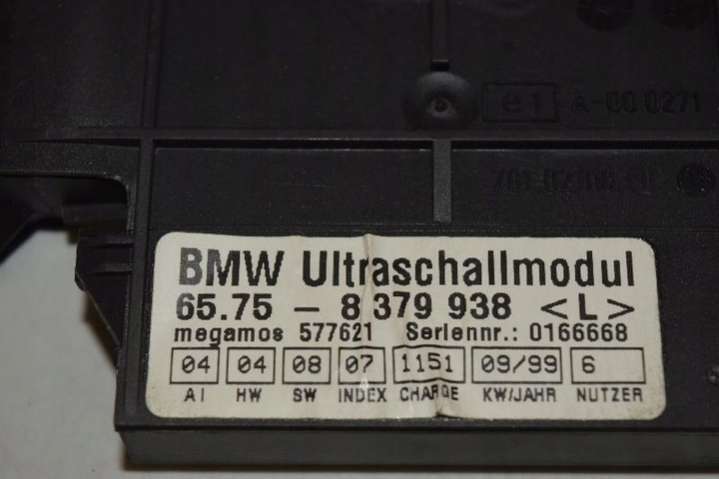 e1 A-00 0271
BMW Ultraschallmodul
65.75 - 8 379 938 <L>
megamos 577621 Seriennr.: 0166668
04 04 08 07 1151 09/99 6
AI HW SW INDEX CHARGE KW/JAHR NUTZER